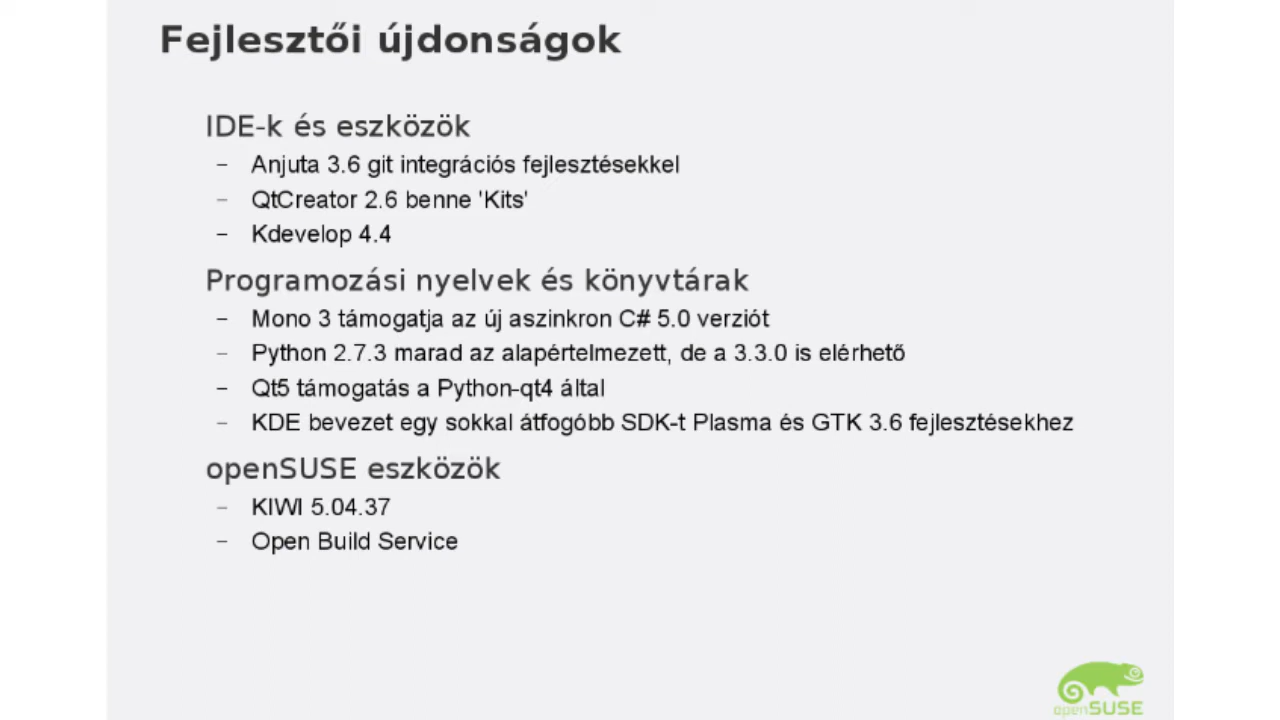 Fejlesztői újdonságok
IDE-k és eszközök
– Anjuta 3.6 git integrációs fejlesztésekkel
– QtCreator 2.6 benne 'Kits'
– Kdevelop 4.4
Programozási nyelvek és könyvtárak
– Mono 3 támogatja az új aszinkron C# 5.0 verziót
– Python 2.7.3 marad az alapértelmezett, de a 3.3.0 is elérhető
– Qt5 támogatás a Python-qt4 által
– KDE bevezet egy sokkal átfogóbb SDK-t Plasma és GTK 3.6 fejlesztésekhez
openSUSE eszközök
– KIWI 5.04.37
– Open Build Service
openSUSE